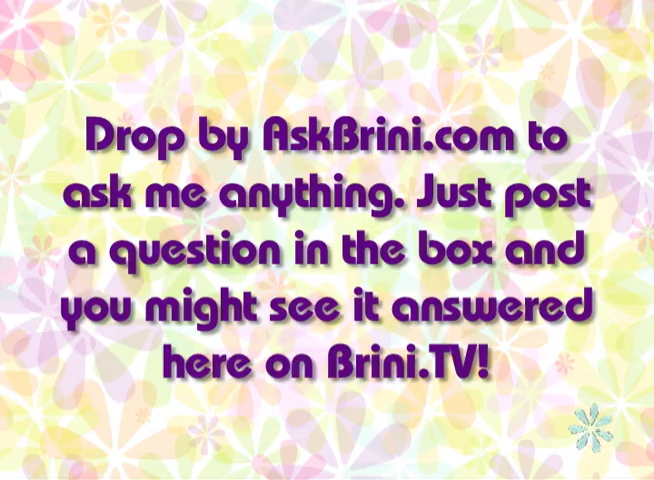 Drop by AskBrini.com to
ask me anything. Just post
a question in the box and
you might see it answered
here on Brini.TV!